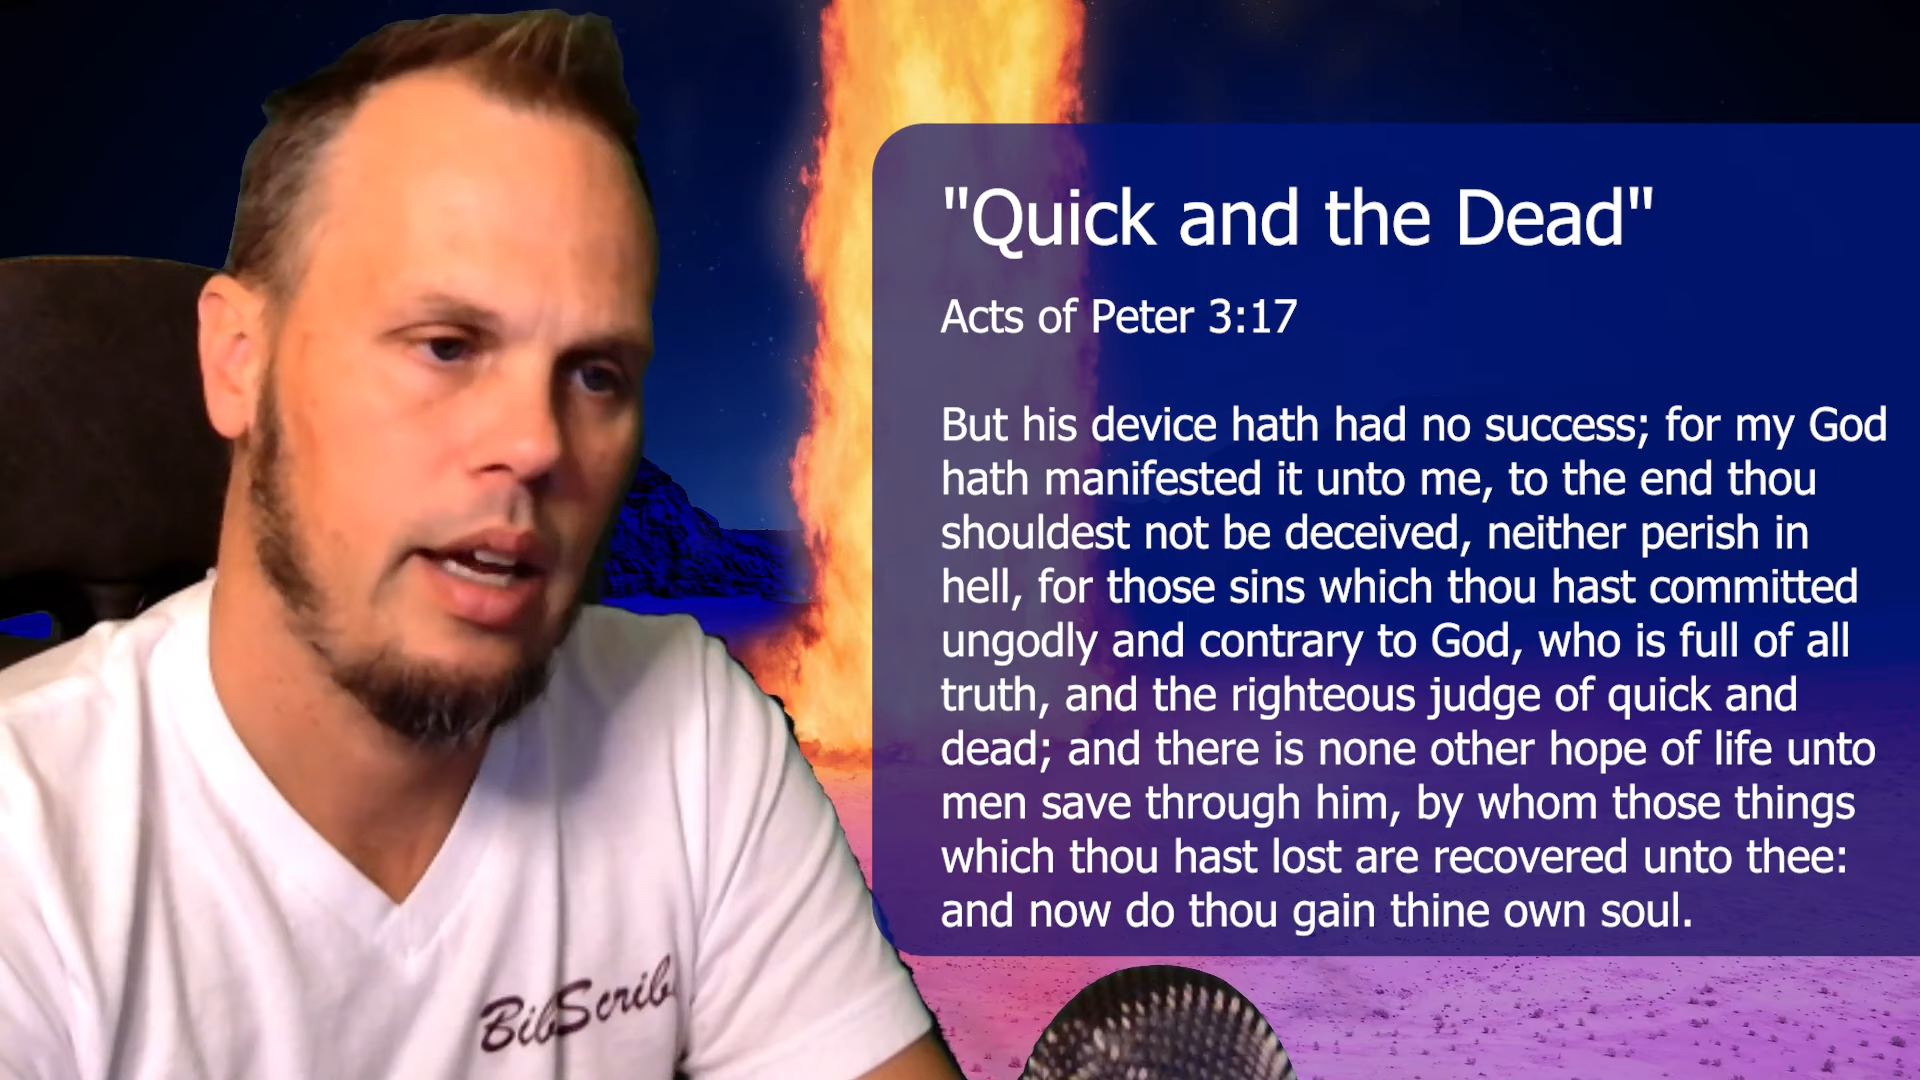 "Quick and the Dead"
Acts of Peter 3:17
But his device hath had no success; for my God
hath manifested it unto me, to the end thou
shouldest not be deceived, neither perish in
hell, for those sins which thou hast committed
ungodly and contrary to God, who is full of all
truth, and the righteous judge of quick and
dead; and there is none other hope of life unto
men save through him, by whom those things
which thou hast lost are recovered unto thee:
and now do thou gain thine own soul.
BibScrib